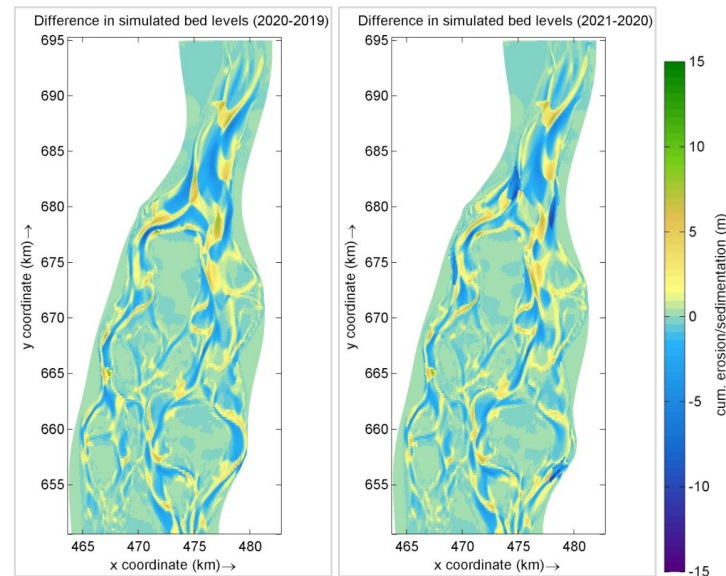 Difference in simulated bed levels (2020-2019)
695
690
685
680
675
670
665
660
655
y coordinate (km)→
465 470 475 480
x coordinate (km)→
Difference in simulated bed levels (2021-2020)
695
690
685
680
675
670
665
660
655
y coordinate (km)→
465 470 475 480
x coordinate (km)→
15
10
5
0
-5
-10
-15
cum. erosion/sedimentation (m)